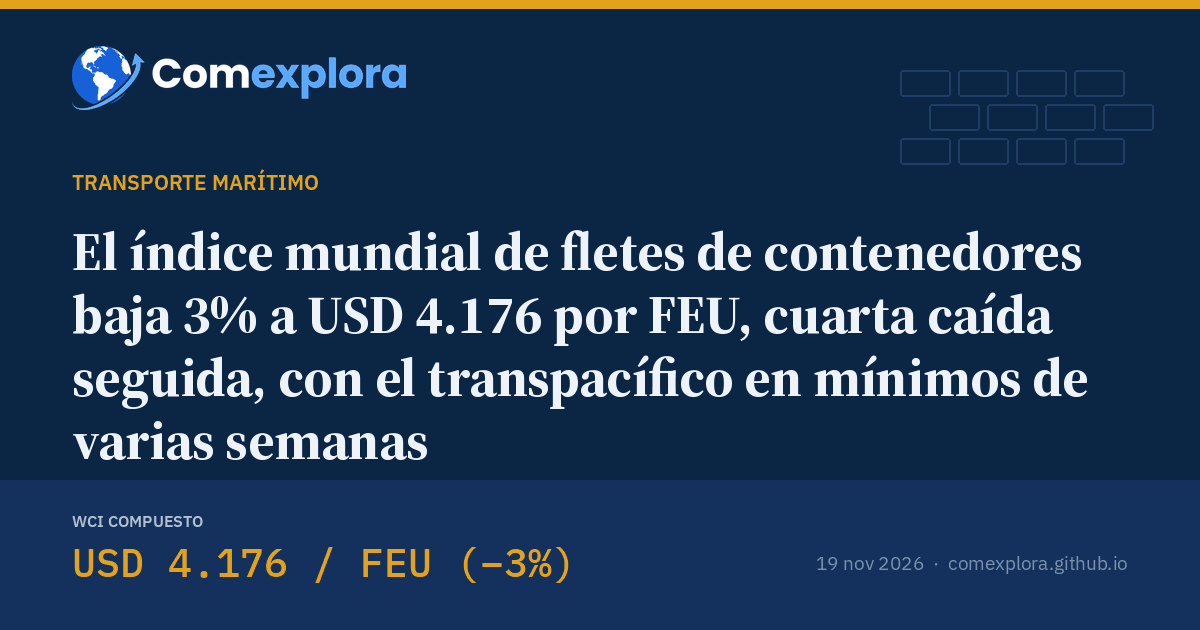 Comexplora
TRANSPORTE MARÍTIMO
El índice mundial de fletes de contenedores
baja 3% a USD 4.176 por FEU, cuarta caída
seguida, con el transpacífico en mínimos de
varias semanas
WCI COMPUESTO
USD 4.176 / FEU (−3%)
19 nov 2026 · comexplora.github.io